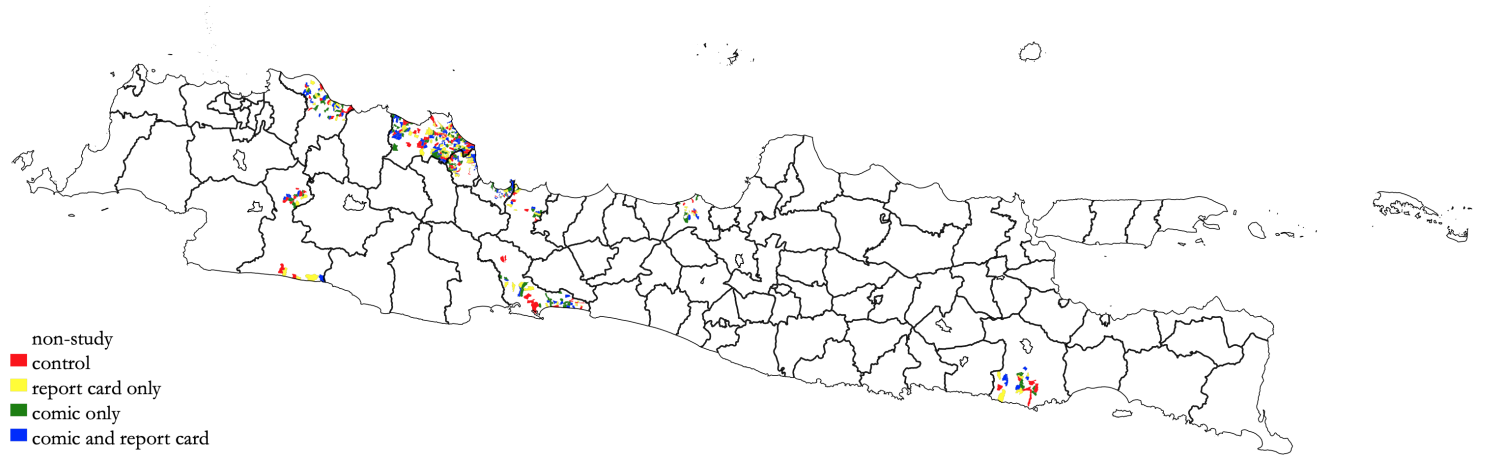 non-study
control
report card only
comic only
comic and report card